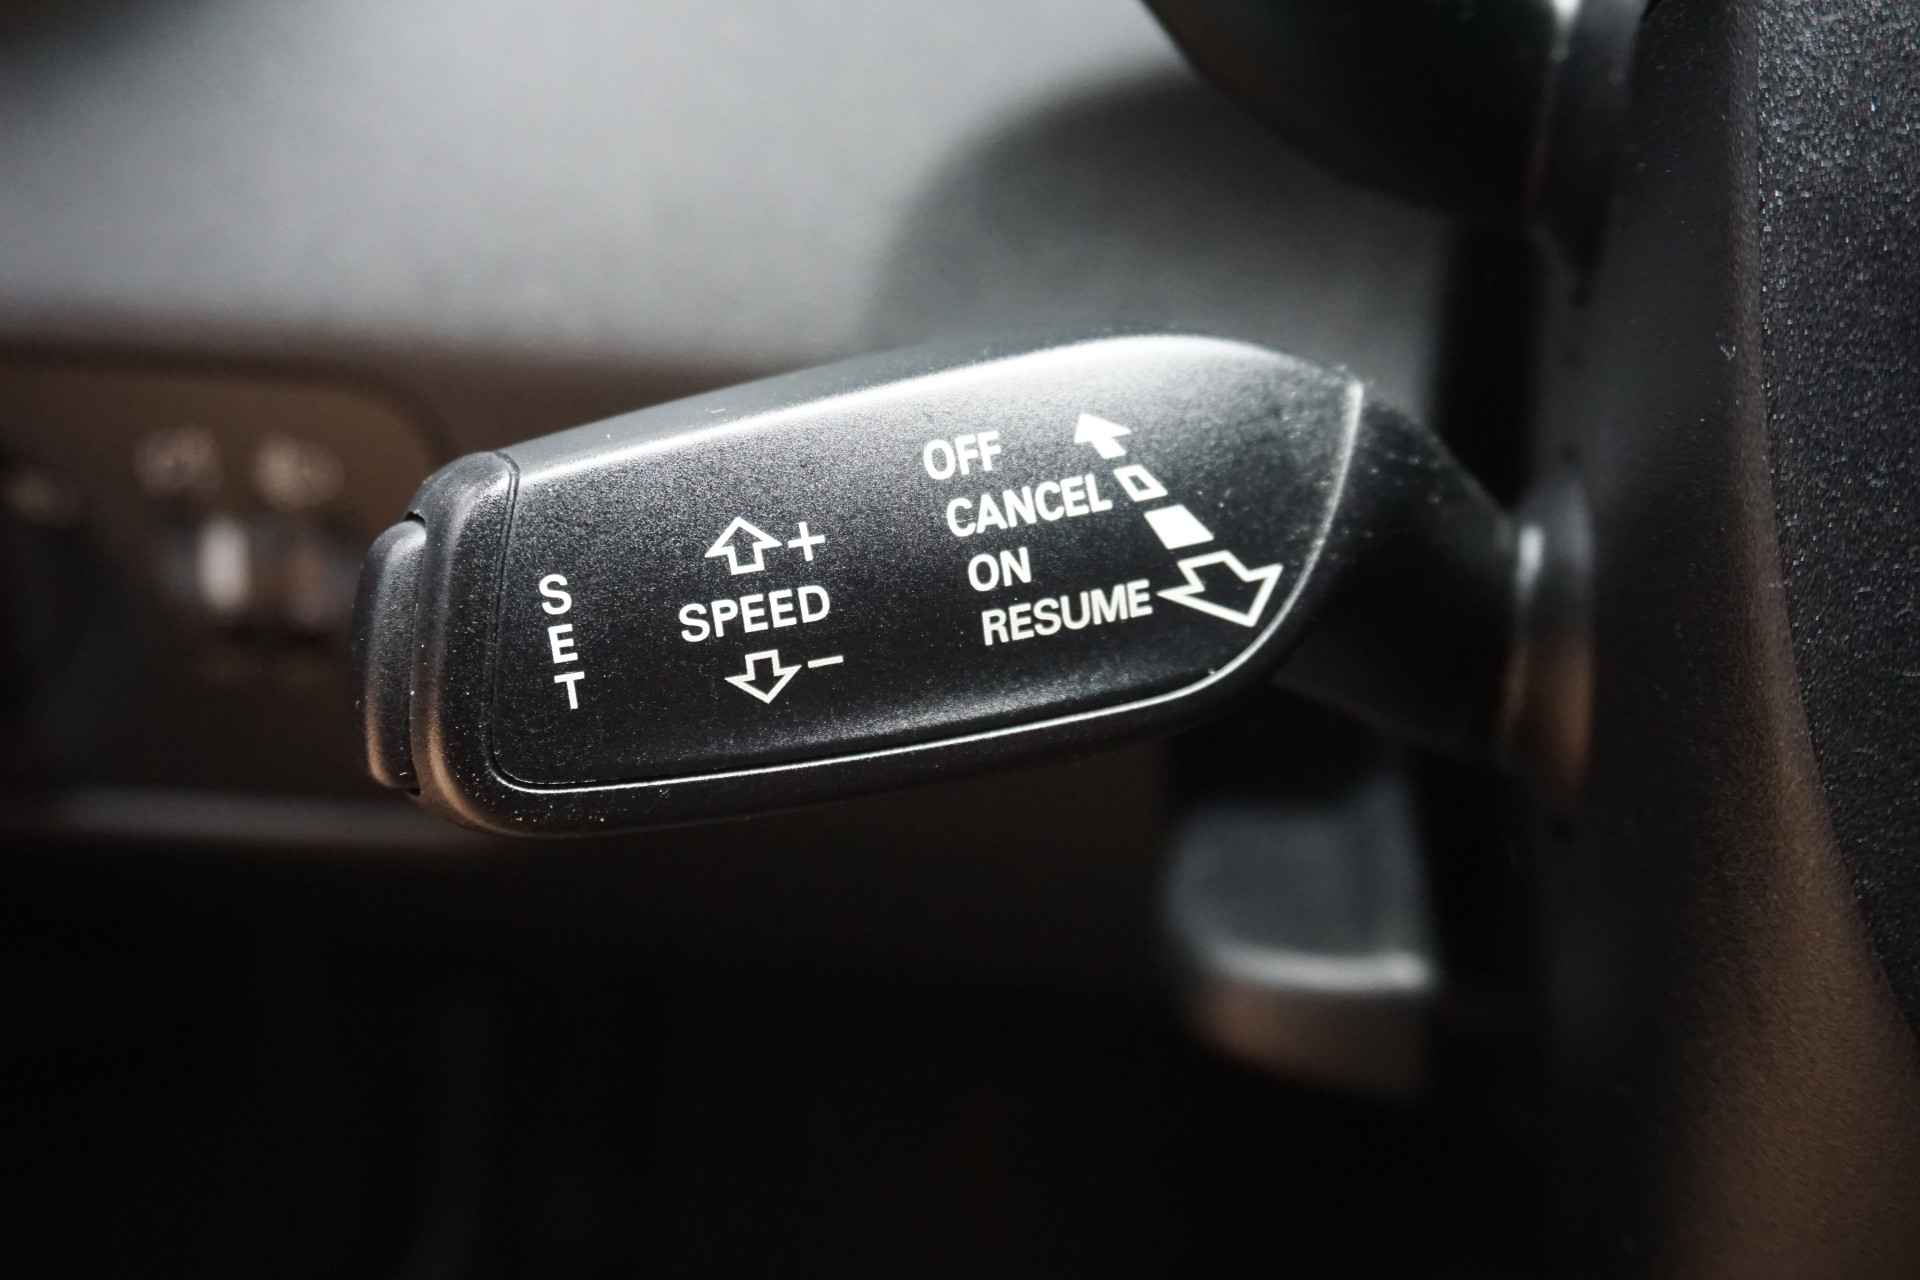 SET
+
SPEED
−
OFF
CANCEL
ON
RESUME